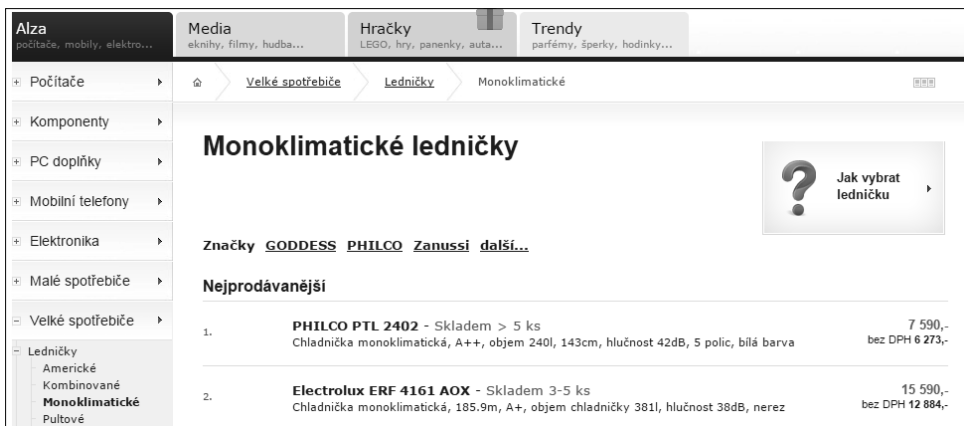 Alza
počítače, mobily, elektro...
Media
eknihy, filmy, hudba...
Hračky
LEGO, hry, panenky, auta...
Trendy
parfémy, šperky, hodinky...
Počítače
Komponenty
PC doplňky
Mobilní telefony
Elektronika
Malé spotřebiče
Velké spotřebiče
Ledničky
Americké
Kombinované
Monoklimatické
Pultové
Velké spotřebiče
Ledničky
Monoklimatické
Monoklimatické ledničky
Jak vybrat
ledničku
Značky GODDESS PHILCO Zanussi další...
Nejprodávanější
1. PHILCO PTL 2402 - Skladem > 5 ks 7 590,-
Chladnička monoklimatická, A++, objem 240l, 143cm, hlučnost 42dB, 5 polic, bílá barva bez DPH 6 273,-
2. Electrolux ERF 4161 AOX - Skladem 3-5 ks 15 590,-
Chladnička monoklimatická, 185.9m, A+, objem chladničky 381l, hlučnost 38dB, nerez bez DPH 12 884,-